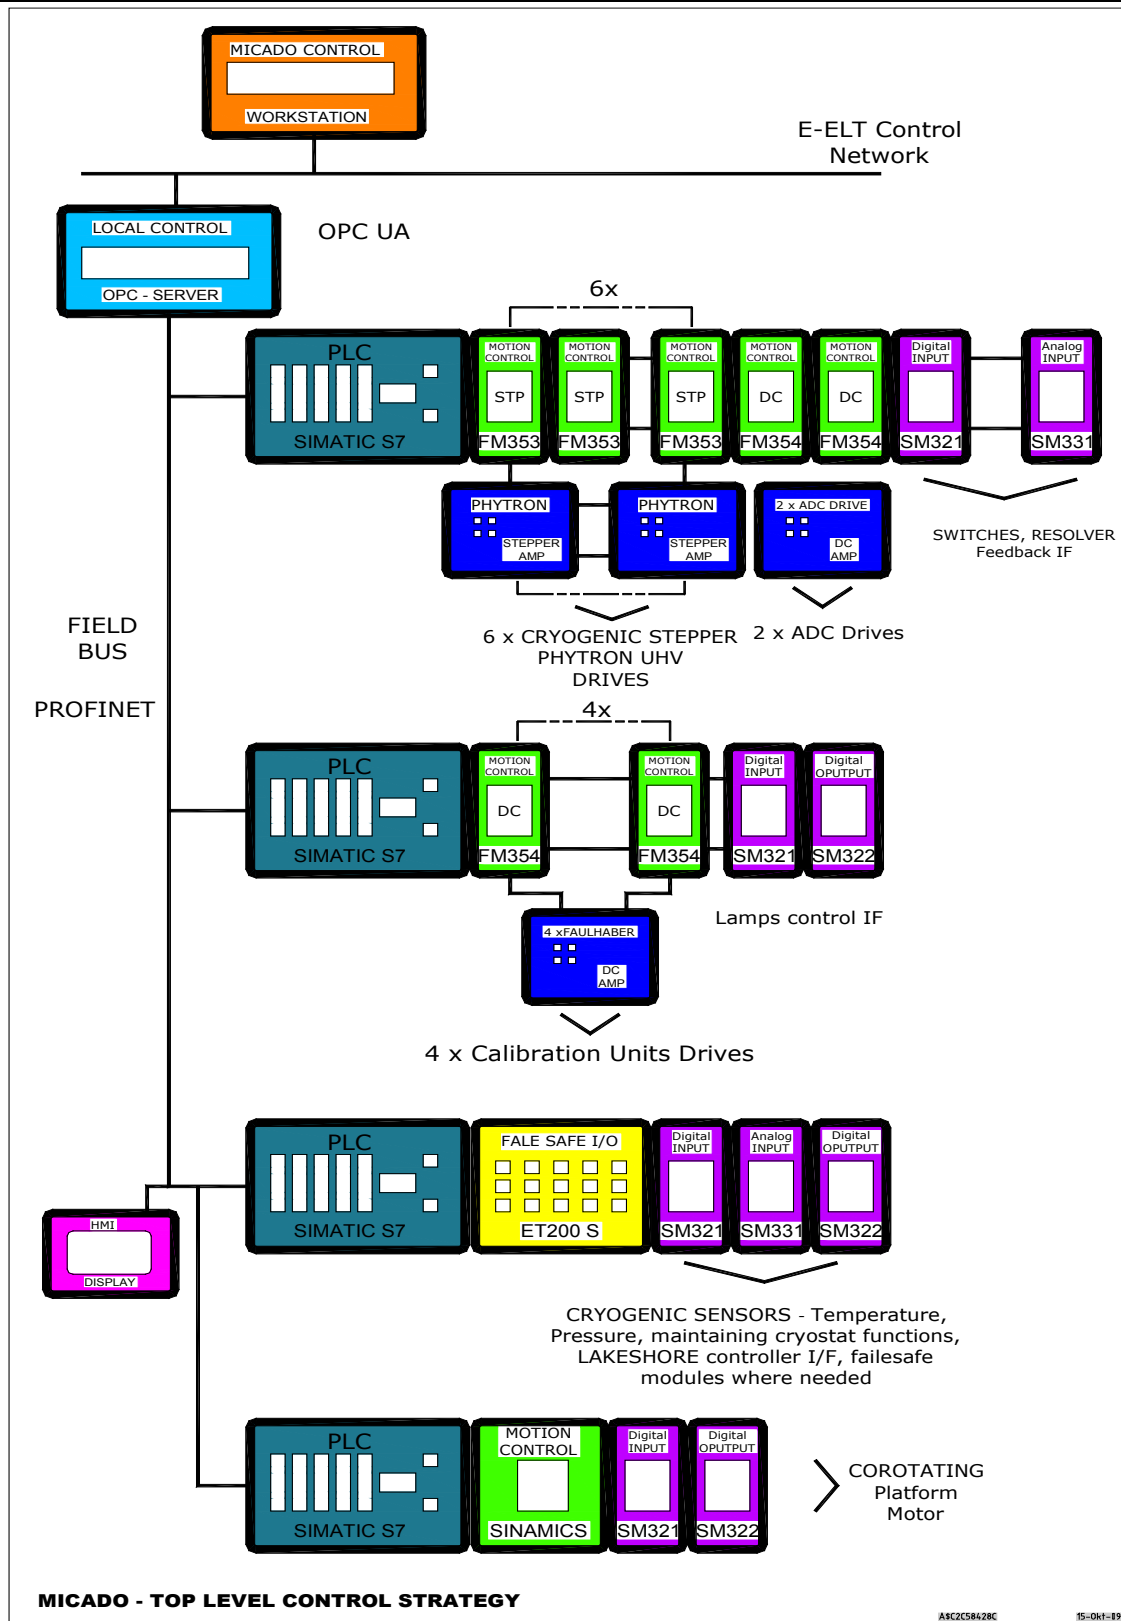 MICADO CONTROL
WORKSTATION
E-ELT Control
Network
LOCAL CONTROL
OPC - SERVER
OPC UA
6x
PLC
SIMATIC S7
MOTION
CONTROL
STP
FM353
MOTION
CONTROL
STP
FM353
MOTION
CONTROL
STP
FM353
MOTION
CONTROL
DC
FM354
MOTION
CONTROL
DC
FM354
Digital
INPUT
SM321
Analog
INPUT
SM331
PHYTRON
STEPPER
AMP
PHYTRON
STEPPER
AMP
2 x ADC DRIVE
DC
AMP
SWITCHES, RESOLVER
Feedback IF
6 x CRYOGENIC STEPPER
PHYTRON UHV
DRIVES
2 x ADC Drives
FIELD
BUS
PROFINET
4x
PLC
SIMATIC S7
MOTION
CONTROL
DC
FM354
MOTION
CONTROL
DC
FM354
Digital
INPUT
SM321
Digital
OPUTPUT
SM322
Lamps control IF
4 xFAULHABER
DC
AMP
4 x Calibration Units Drives
PLC
SIMATIC S7
FALE SAFE I/O
ET200 S
Digital
INPUT
SM321
Analog
INPUT
SM331
Digital
OPUTPUT
SM322
HMI
DISPLAY
CRYOGENIC SENSORS - Temperature,
Pressure, maintaining cryostat functions,
LAKESHORE controller I/F, failesafe
modules where needed
PLC
SIMATIC S7
MOTION
CONTROL
SINAMICS
Digital
INPUT
SM321
Digital
OPUTPUT
SM322
COROTATING
Platform
Motor
MICADO - TOP LEVEL CONTROL STRATEGY
15-Okt-09